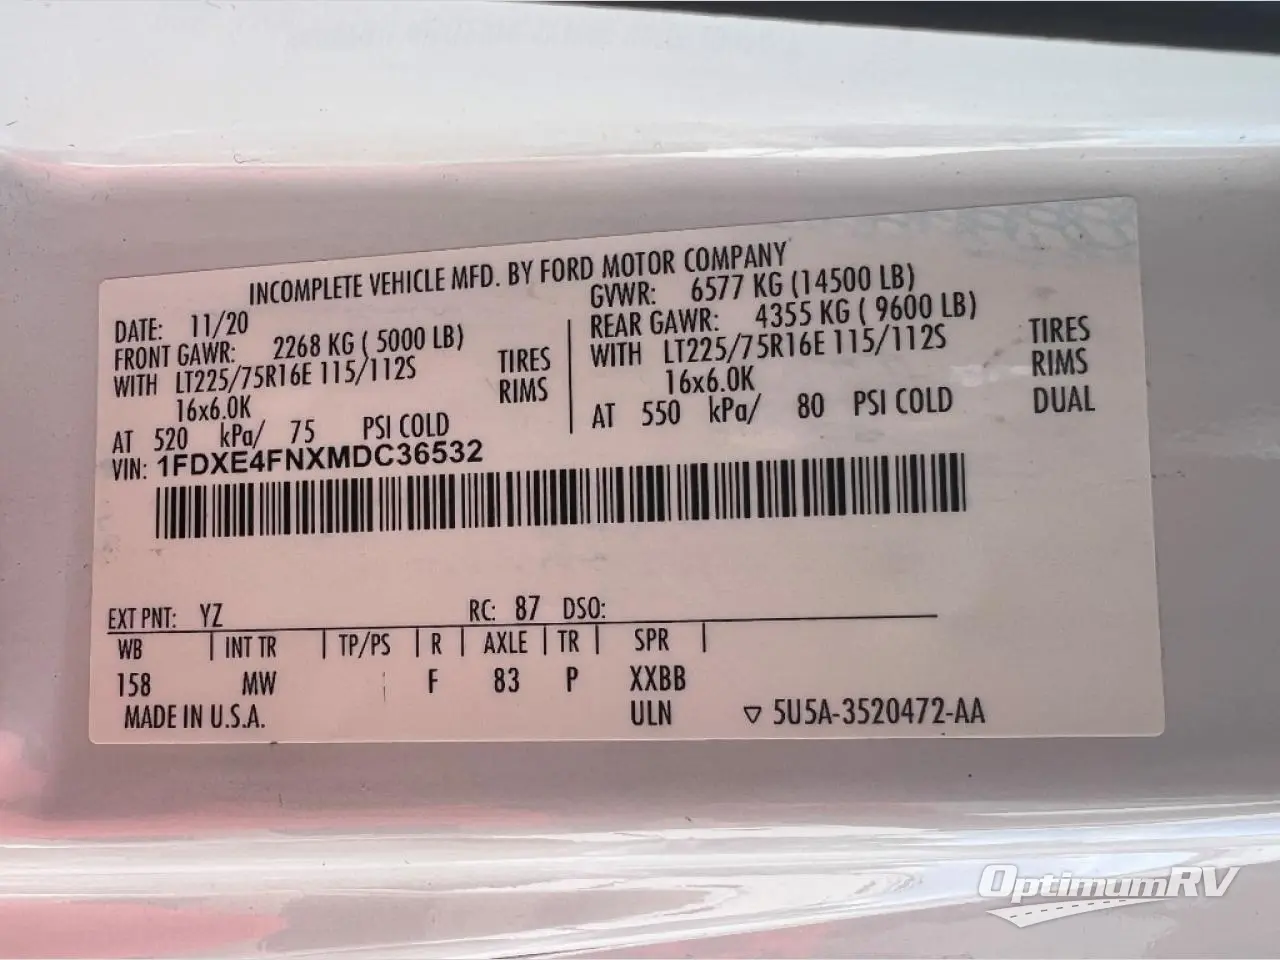 INCOMPLETE VEHICLE MFD. BY FORD MOTOR COMPANY
DATE: 11/20
FRONT GAWR: 2268 KG ( 5000 LB)
WITH LT225/75R16E 115/112S TIRES
16x6.0K RIMS
AT 520 kPa/ 75 PSI COLD
GVWR: 6577 KG (14500 LB)
REAR GAWR: 4355 KG ( 9600 LB)
WITH LT225/75R16E 115/112S TIRES
16x6.0K RIMS
AT 550 kPa/ 80 PSI COLD DUAL
VIN: 1FDXE4FNXMDC36532
EXT PNT: YZ RC: 87 DSO:
WB | INT TR | TP/PS | R | AXLE | TR | SPR |
158 MW F 83 P XXBB
MADE IN U.S.A. ULN ▽ 5U5A-3520472-AA
OptimumRV